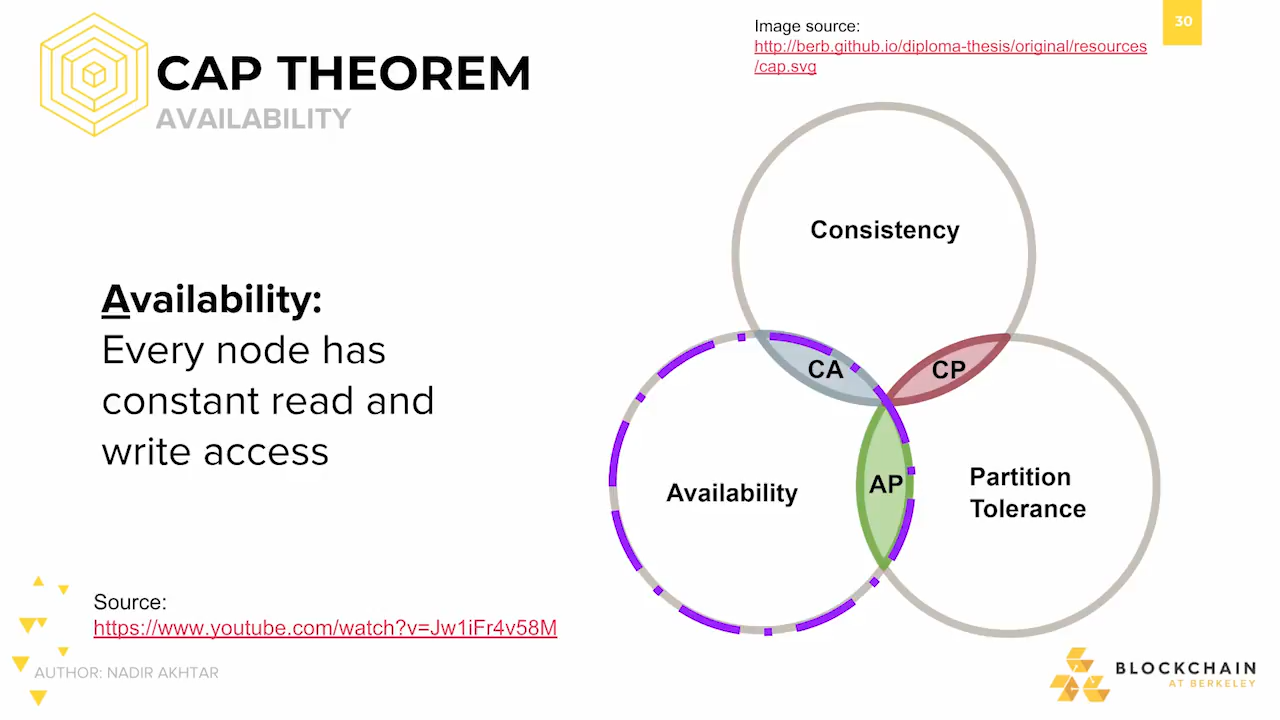 CAP THEOREM
AVAILABILITY
Image source:
http://berb.github.io/diploma-thesis/original/resources
/cap.svg
30
Availability:
Every node has
constant read and
write access
Consistency
CA
CP
Availability
AP
Partition
Tolerance
Source:
https://www.youtube.com/watch?v=Jw1iFr4v58M
AUTHOR: NADIR AKHTAR
BLOCKCHAIN
AT BERKELEY